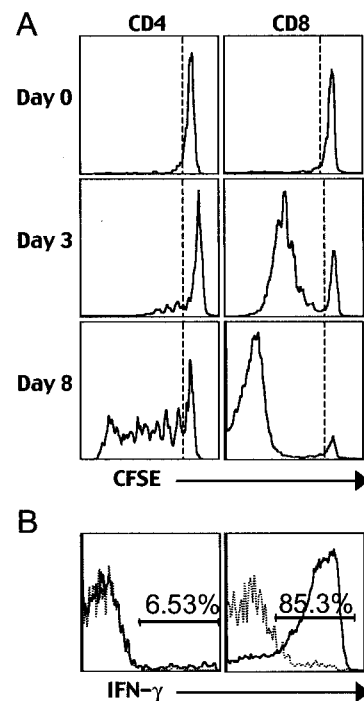 A
CD4 CD8
Day 0
Day 3
Day 8
CFSE
B
6.53% 85.3%
IFN-γ